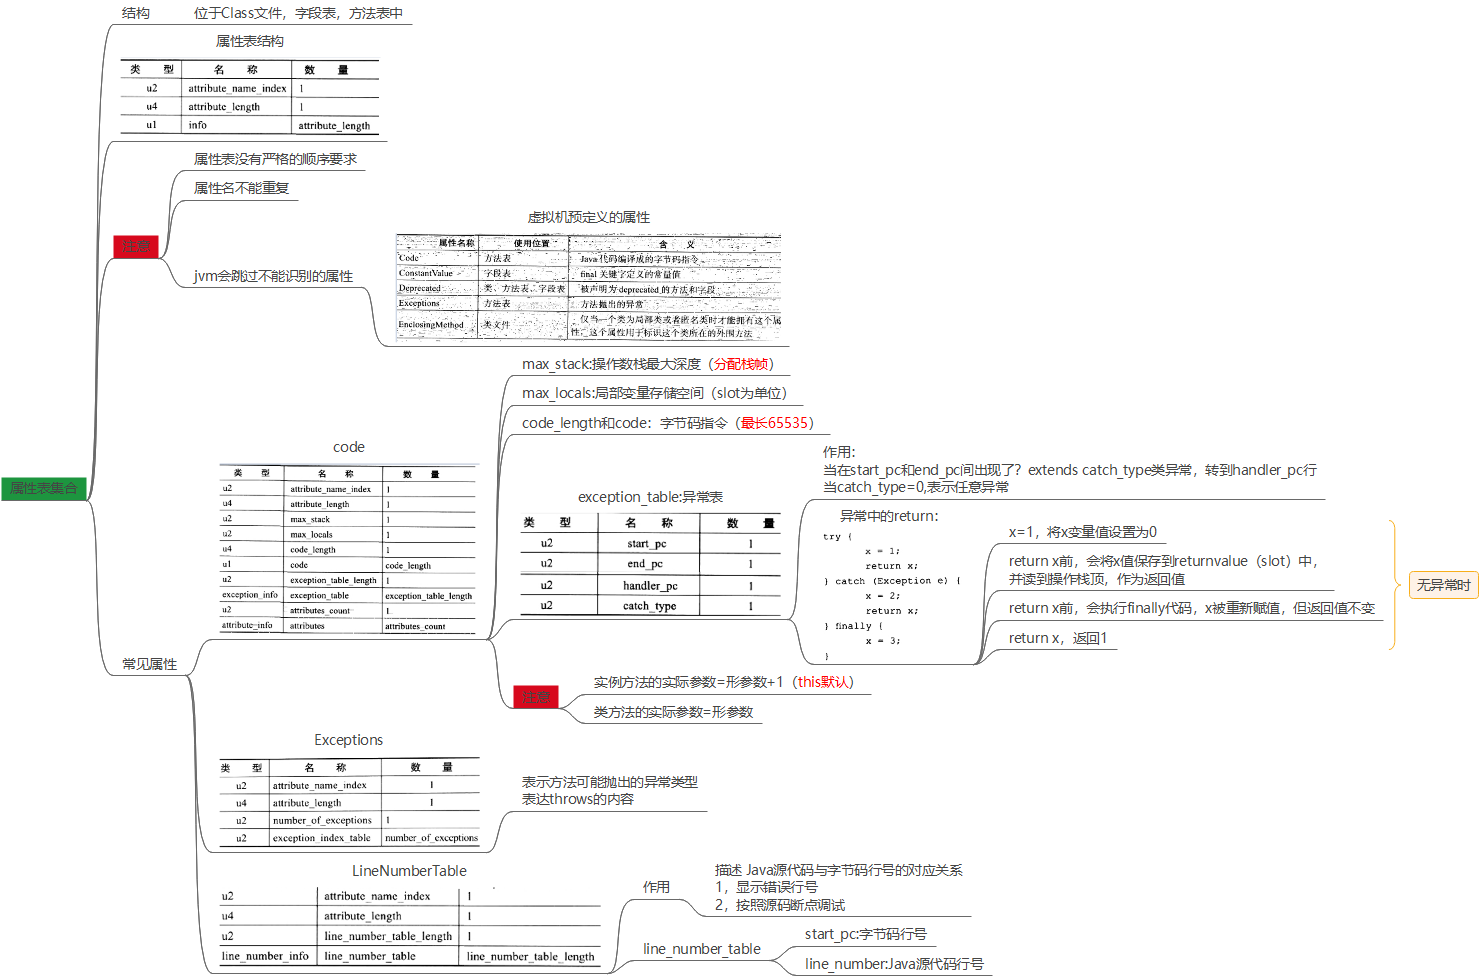 属性表集合
结构
位于Class文件，字段表，方法表中
属性表结构
类 型 名 称 数 量
u2 attribute_name_index 1
u4 attribute_length 1
u1 info attribute_length
注意
属性表没有严格的顺序要求
属性名不能重复
jvm会跳过不能识别的属性
虚拟机预定义的属性
属性名称 使用位置 含 义
Code 方法表 Java 代码编译成的字节码指令
ConstantValue 字段表 final 关键字定义的常量值
Deprecated 类、方法表、字段表 被声明为 deprecated 的方法和字段
Exceptions 方法表 方法抛出的异常
EnclosingMethod 类文件 仅当一个类为局部类或者匿名类时才能拥有这个属
性，这个属性用于标识这个类所在的外围方法
常见属性
code
类 型 名 称 数 量
u2 attribute_name_index 1
u4 attribute_length 1
u2 max_stack 1
u2 max_locals 1
u4 code_length 1
u1 code code_length
u2 exception_table_length 1
exception_info exception_table exception_table_length
u2 attributes_count 1
attribute_info attributes attributes_count
max_stack:操作数栈最大深度（分配栈帧）
max_locals:局部变量存储空间（slot为单位）
code_length和code：字节码指令（最长65535）
exception_table:异常表
类 型 名 称 数 量
u2 start_pc 1
u2 end_pc 1
u2 handler_pc 1
u2 catch_type 1
作用：
当在start_pc和end_pc间出现了？extends catch_type类异常，转到handler_pc行
当catch_type=0,表示任意异常
异常中的return：
try {
x = 1;
return x;
} catch (Exception e) {
x = 2;
return x;
} finally {
x = 3;
}
x=1，将x变量值设置为0
return x前，会将x值保存到returnvalue（slot）中，
并读到操作栈顶，作为返回值
return x前，会执行finally代码，x被重新赋值，但返回值不变
return x，返回1
无异常时
注意
实例方法的实际参数=形参数+1（this默认）
类方法的实际参数=形参数
Exceptions
类 型 名 称 数 量
u2 attribute_name_index 1
u4 attribute_length 1
u2 number_of_exceptions 1
u2 exception_index_table number_of_exceptions
表示方法可能抛出的异常类型
表达throws的内容
LineNumberTable
u2 attribute_name_index 1
u4 attribute_length 1
u2 line_number_table_length 1
line_number_info line_number_table line_number_table_length
作用
描述 Java源代码与字节码行号的对应关系
1，显示错误行号
2，按照源码断点调试
line_number_table
start_pc:字节码行号
line_number:Java源代码行号